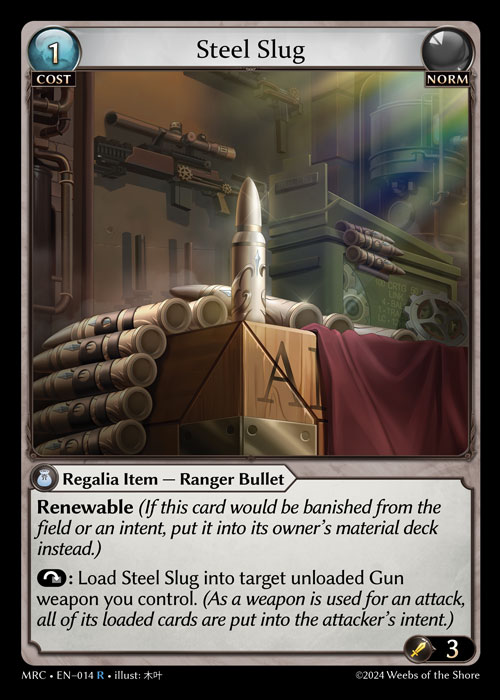 1
COST
Steel Slug
NORM
A
Regalia Item — Ranger Bullet
Renewable (If this card would be banished from the
field or an intent, put it into its owner's material deck
instead.)
: Load Steel Slug into target unloaded Gun
weapon you control. (As a weapon is used for an attack,
all of its loaded cards are put into the attacker's intent.)
3
MRC • EN–014 R • illust: 木叶
©2024 Weebs of the Shore